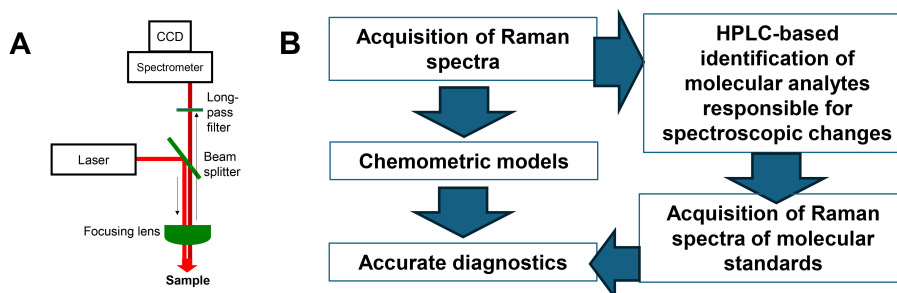 A
CCD
Spectrometer
Long-
pass
filter
Laser
Beam
splitter
Focusing lens
Sample
B
Acquisition of Raman
spectra
HPLC-based
identification of
molecular analytes
responsible for
spectroscopic changes
Chemometric models
Acquisition of Raman
spectra of molecular
standards
Accurate diagnostics